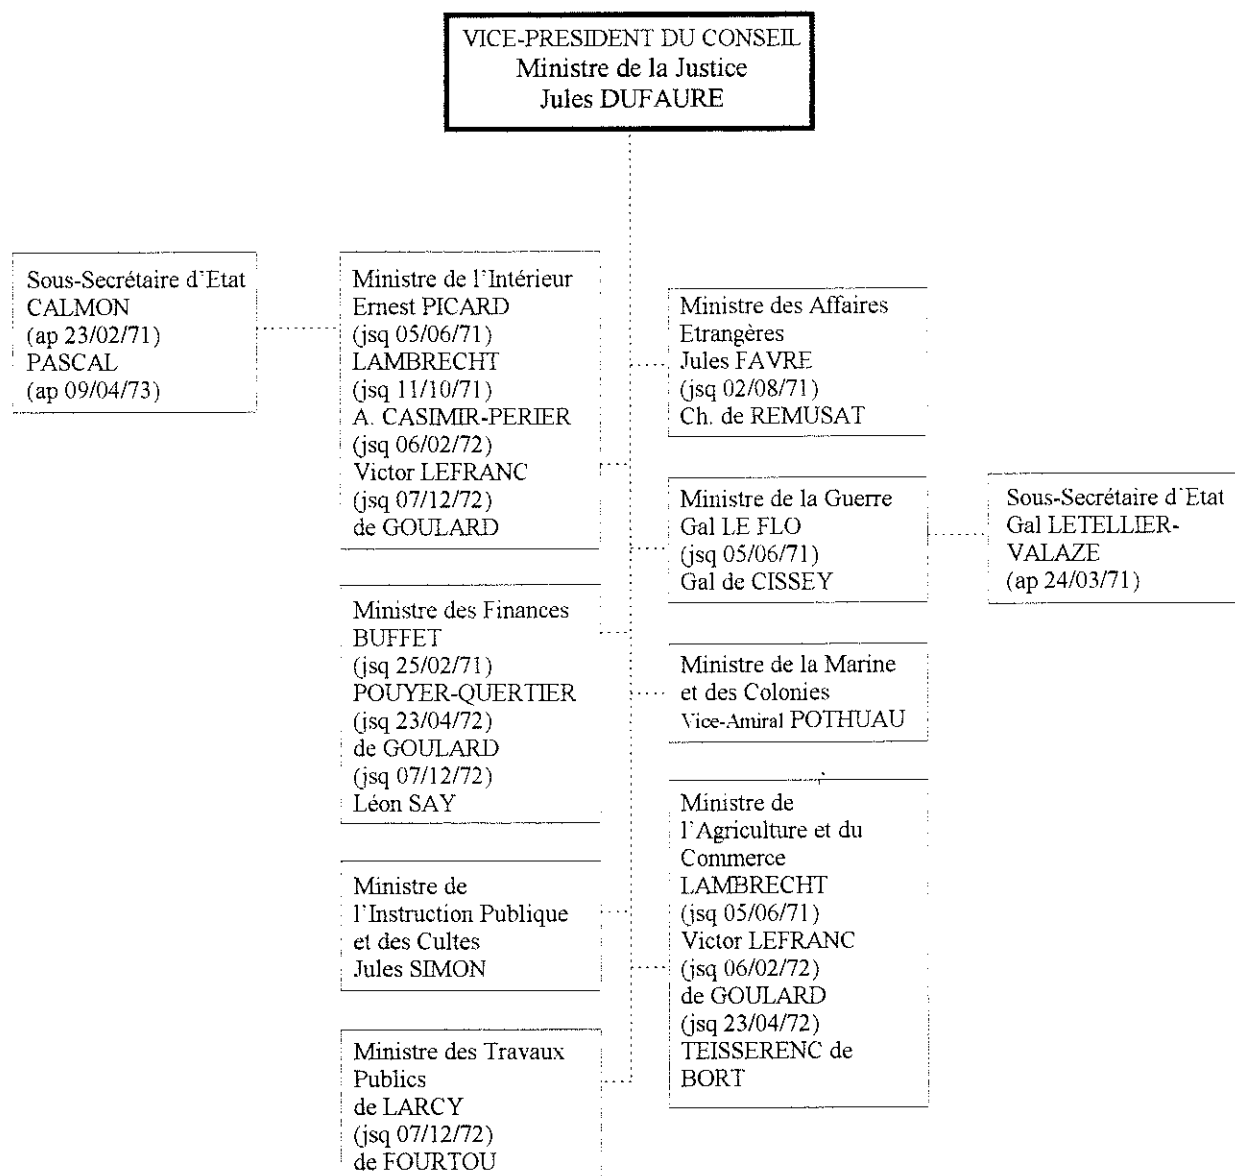 VICE-PRESIDENT DU CONSEIL
Ministre de la Justice
Jules DUFAURE
Sous-Secrétaire d'Etat
CALMON
(ap 23/02/71)
PASCAL
(ap 09/04/73)
Ministre de l'Intérieur
Ernest PICARD
(jsq 05/06/71)
LAMBRECHT
(jsq 11/10/71)
A. CASIMIR-PERIER
(jsq 06/02/72)
Victor LEFRANC
(jsq 07/12/72)
de GOULARD
Ministre des Affaires
Etrangères
Jules FAVRE
(jsq 02/08/71)
Ch. de REMUSAT
Ministre de la Guerre
Gal LE FLO
(jsq 05/06/71)
Gal de CISSEY
Sous-Secrétaire d'Etat
Gal LETELLIER-
VALAZE
(ap 24/03/71)
Ministre des Finances
BUFFET
(jsq 25/02/71)
POUYER-QUERTIER
(jsq 23/04/72)
de GOULARD
(jsq 07/12/72)
Léon SAY
Ministre de la Marine
et des Colonies
Vice-Amiral POTHUAU
Ministre de
l'Agriculture et du
Commerce
LAMBRECHT
(jsq 05/06/71)
Victor LEFRANC
(jsq 06/02/72)
de GOULARD
(jsq 23/04/72)
TEISSERENC de
BORT
Ministre de
l'Instruction Publique
et des Cultes
Jules SIMON
Ministre des Travaux
Publics
de LARCY
(jsq 07/12/72)
de FOURTOU